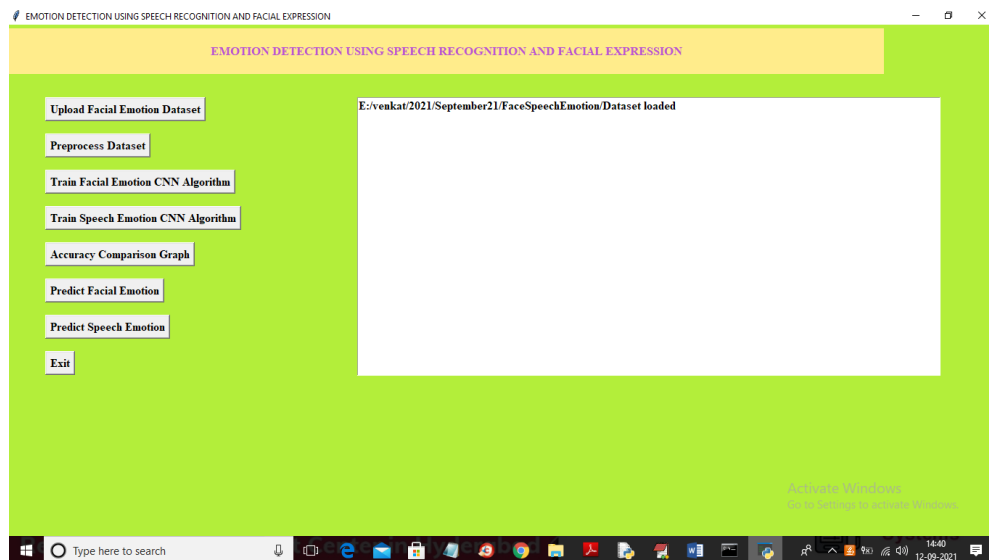 EMOTION DETECTION USING SPEECH RECOGNITION AND FACIAL EXPRESSION
EMOTION DETECTION USING SPEECH RECOGNITION AND FACIAL EXPRESSION
Upload Facial Emotion Dataset
E:/venkat/2021/September21/FaceSpeechEmotion/Dataset loaded
Preprocess Dataset
Train Facial Emotion CNN Algorithm
Train Speech Emotion CNN Algorithm
Accuracy Comparison Graph
Predict Facial Emotion
Predict Speech Emotion
Exit
Activate Windows
Go to Settings to activate Windows.
Type here to search
14:40
12-09-2021